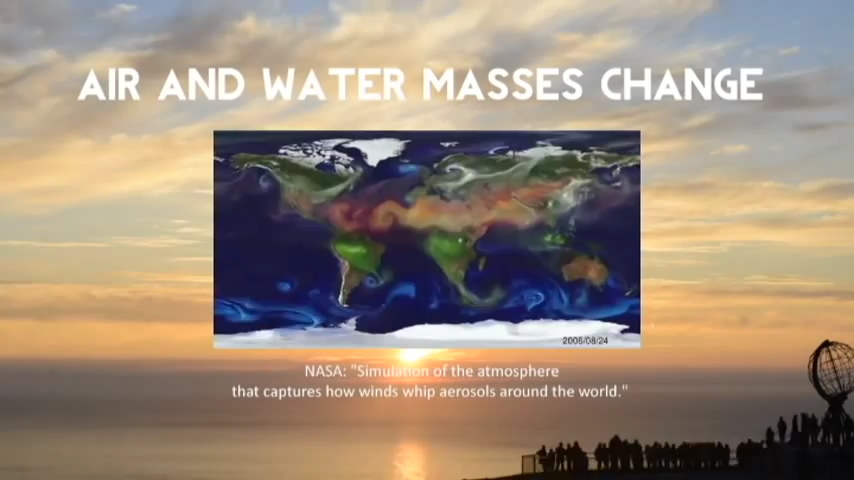 AIR AND WATER MASSES CHANGE
2006/08/24
NASA: "Simulation of the atmosphere
that captures how winds whip aerosols around the world."